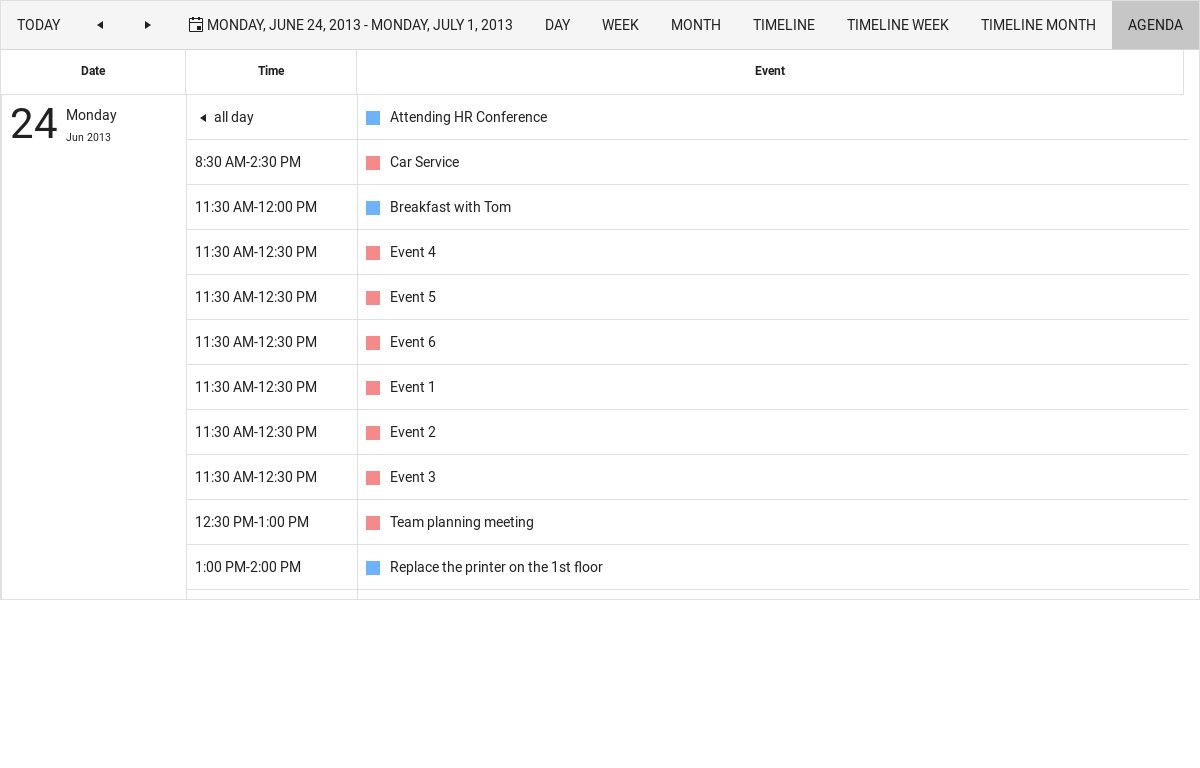 TODAY MONDAY, JUNE 24, 2013 - MONDAY, JULY 1, 2013 DAY WEEK MONTH TIMELINE TIMELINE WEEK TIMELINE MONTH AGENDA
Date Time Event
24 Monday
Jun 2013
all day Attending HR Conference
8:30 AM-2:30 PM Car Service
11:30 AM-12:00 PM Breakfast with Tom
11:30 AM-12:30 PM Event 4
11:30 AM-12:30 PM Event 5
11:30 AM-12:30 PM Event 6
11:30 AM-12:30 PM Event 1
11:30 AM-12:30 PM Event 2
11:30 AM-12:30 PM Event 3
12:30 PM-1:00 PM Team planning meeting
1:00 PM-2:00 PM Replace the printer on the 1st floor